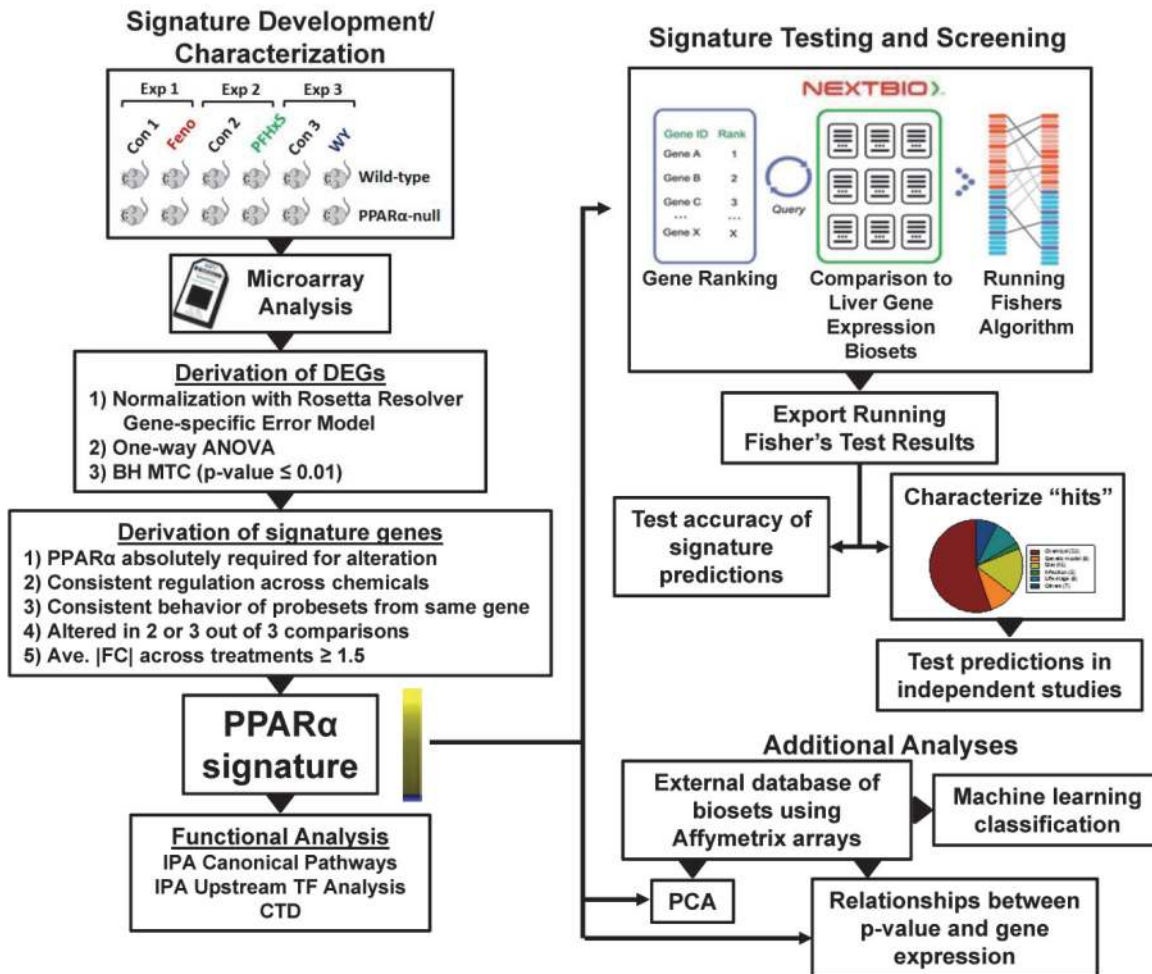 Signature Development/
Characterization
Exp 1 Exp 2 Exp 3
Con 1 Feno Con 2 PFHxS Con 3 WY
Wild-type
PPARα-null
Microarray
Analysis
Derivation of DEGs
1) Normalization with Rosetta Resolver
Gene-specific Error Model
2) One-way ANOVA
3) BH MTC (p-value ≤ 0.01)
Derivation of signature genes
1) PPARα absolutely required for alteration
2) Consistent regulation across chemicals
3) Consistent behavior of probesets from same gene
4) Altered in 2 or 3 out of 3 comparisons
5) Ave. |FC| across treatments ≥ 1.5
PPARα
signature
Functional Analysis
IPA Canonical Pathways
IPA Upstream TF Analysis
CTD
Signature Testing and Screening
NEXTBIO
Gene ID Rank
Gene A 1
Gene B 2
Gene C 3
... ...
Gene X X
Query
Gene Ranking
Comparison to
Liver Gene
Expression
Biosets
Running
Fishers
Algorithm
Export Running
Fisher's Test Results
Test accuracy of
signature
predictions
Characterize “hits”
Test predictions in
independent studies
Additional Analyses
External database of
biosets using
Affymetrix arrays
Machine learning
classification
PCA
Relationships between
p-value and gene
expression